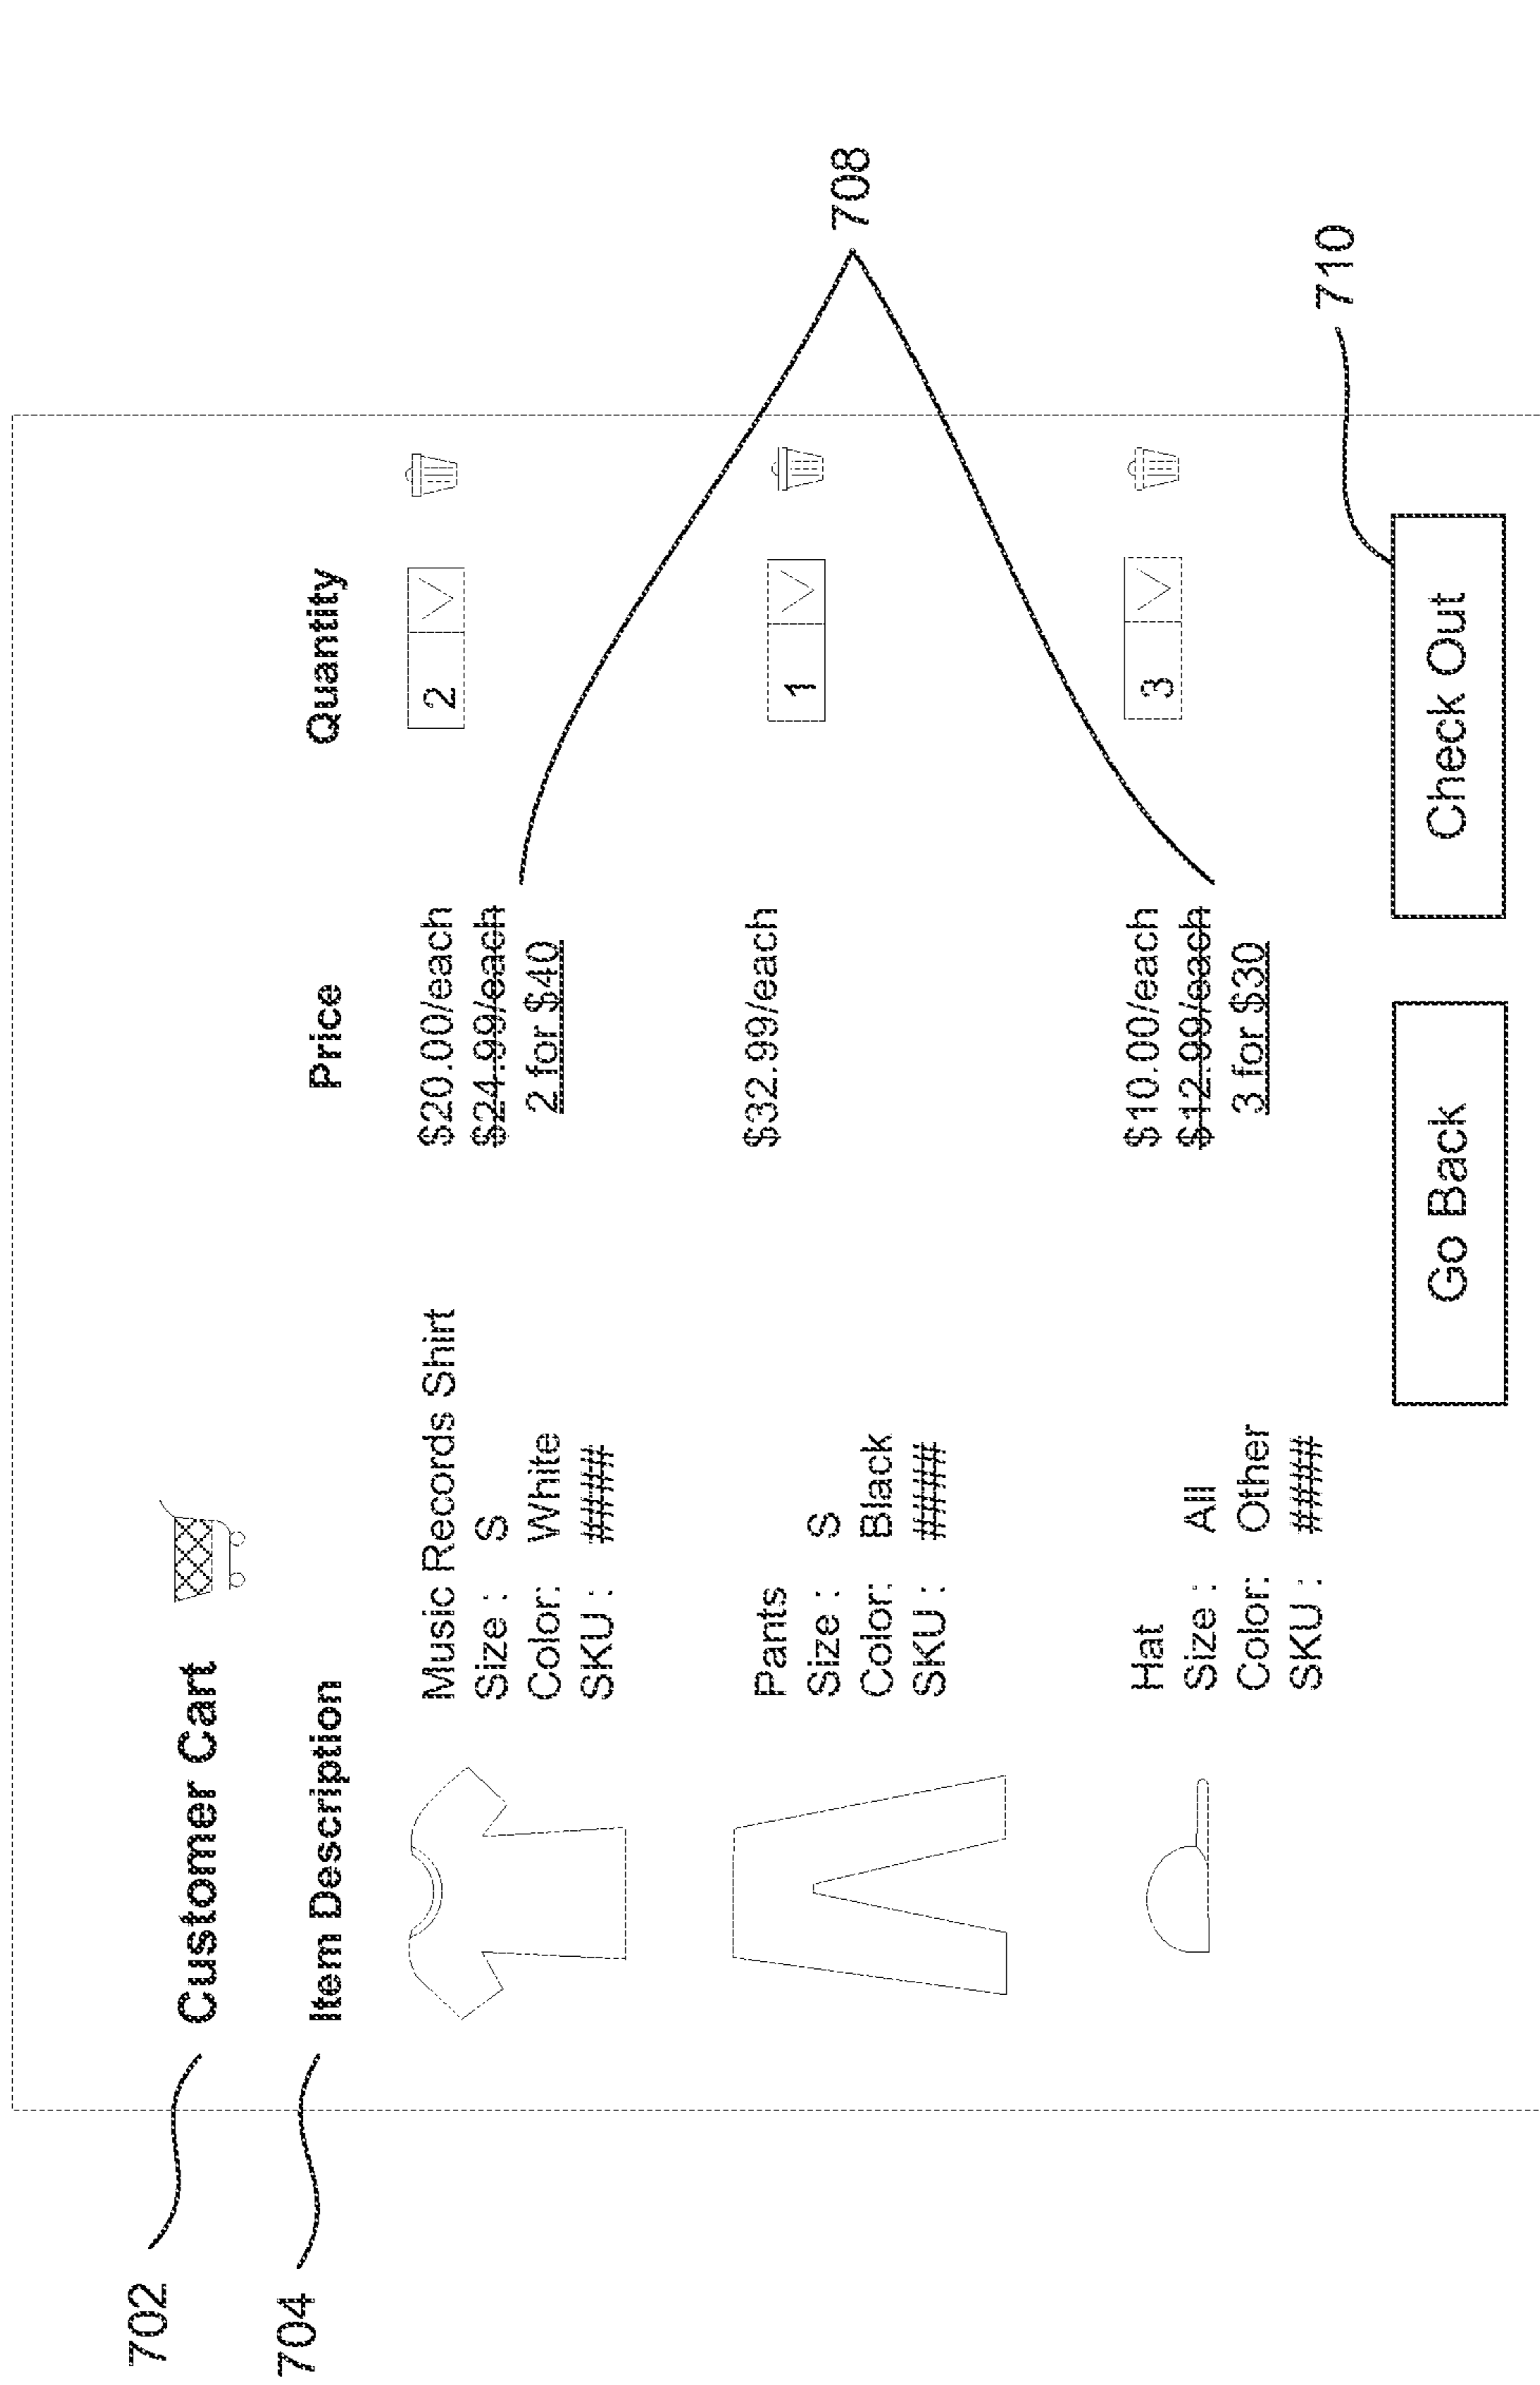 702
Customer Cart
704
Item Description Price Quantity
Music Records Shirt $20.00/each 2
Size : S $24.99/each
Color: White 2 for $40
SKU : ####
708
Pants $32.99/each 1
Size : S
Color: Black
SKU : ####
Hat $10.00/each 3
Size : All $12.99/each
Color: Other 3 for $30
SKU : ####
710
Go Back Check Out